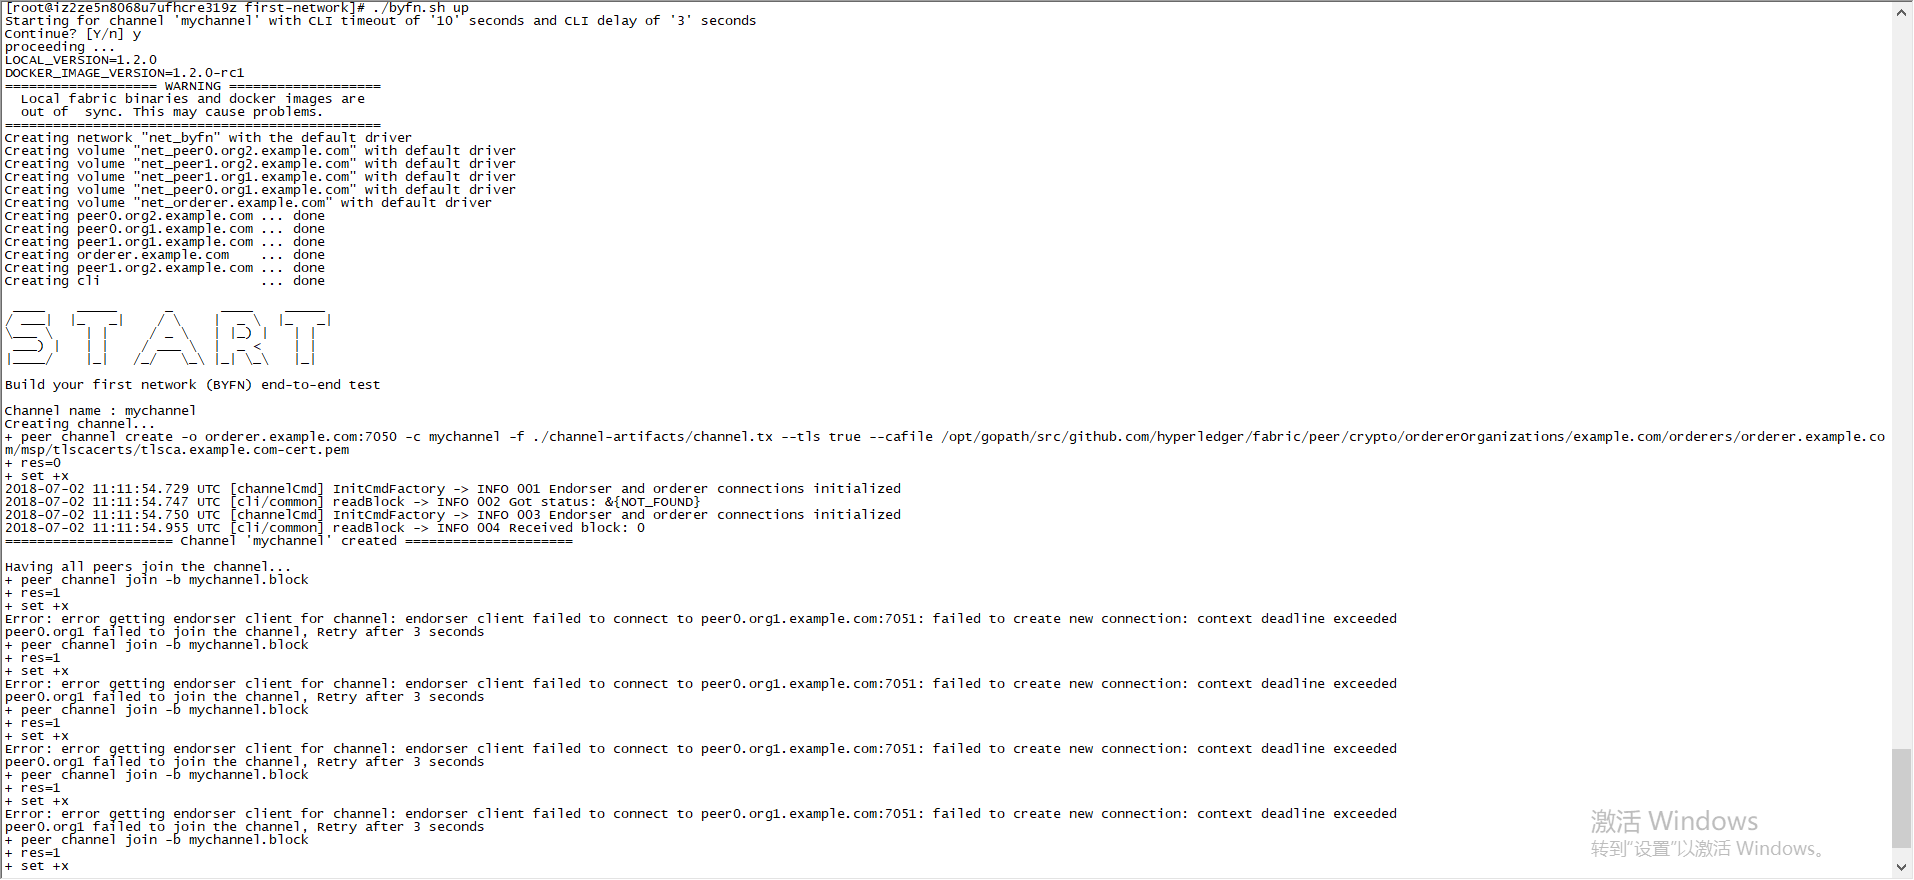 [root@iz2ze5n8068u7ufhcre319z first-network]# ./byfn.sh up
Starting for channel 'mychannel' with CLI timeout of '10' seconds and CLI delay of '3' seconds
Continue? [Y/n] y
proceeding ...
LOCAL_VERSION=1.2.0
DOCKER_IMAGE_VERSION=1.2.0-rc1
=================== WARNING ===================
  Local fabric binaries and docker images are
  out of  sync. This may cause problems.
===============================================
Creating network "net_byfn" with the default driver
Creating volume "net_peer0.org2.example.com" with default driver
Creating volume "net_peer1.org2.example.com" with default driver
Creating volume "net_peer1.org1.example.com" with default driver
Creating volume "net_peer0.org1.example.com" with default driver
Creating volume "net_orderer.example.com" with default driver
Creating peer0.org2.example.com ... done
Creating peer0.org1.example.com ... done
Creating peer1.org1.example.com ... done
Creating orderer.example.com    ... done
Creating peer1.org2.example.com ... done
Creating cli                    ... done
 ____    _____      _      ____    _____
/ ___|  |_   _|    / \    |  _ \  |_   _|
\___ \    | |     / _ \   | |_) |   | |
 ___) |   | |    / ___ \  |  _ <    | |
|____/    |_|   /_/   \_\ |_| \_\   |_|
Build your first network (BYFN) end-to-end test
Channel name : mychannel
Creating channel...
+ peer channel create -o orderer.example.com:7050 -c mychannel -f ./channel-artifacts/channel.tx --tls true --cafile /opt/gopath/src/github.com/hyperledger/fabric/peer/crypto/ordererOrganizations/example.com/orderers/orderer.example.co
m/msp/tlscacerts/tlsca.example.com-cert.pem
+ res=0
+ set +x
2018-07-02 11:11:54.729 UTC [channelCmd] InitCmdFactory -> INFO 001 Endorser and orderer connections initialized
2018-07-02 11:11:54.747 UTC [cli/common] readBlock -> INFO 002 Got status: &{NOT_FOUND}
2018-07-02 11:11:54.750 UTC [channelCmd] InitCmdFactory -> INFO 003 Endorser and orderer connections initialized
2018-07-02 11:11:54.955 UTC [cli/common] readBlock -> INFO 004 Received block: 0
===================== Channel 'mychannel' created =====================
Having all peers join the channel...
+ peer channel join -b mychannel.block
+ res=1
+ set +x
Error: error getting endorser client for channel: endorser client failed to connect to peer0.org1.example.com:7051: failed to create new connection: context deadline exceeded
peer0.org1 failed to join the channel, Retry after 3 seconds
+ peer channel join -b mychannel.block
+ res=1
+ set +x
Error: error getting endorser client for channel: endorser client failed to connect to peer0.org1.example.com:7051: failed to create new connection: context deadline exceeded
peer0.org1 failed to join the channel, Retry after 3 seconds
+ peer channel join -b mychannel.block
+ res=1
+ set +x
Error: error getting endorser client for channel: endorser client failed to connect to peer0.org1.example.com:7051: failed to create new connection: context deadline exceeded
peer0.org1 failed to join the channel, Retry after 3 seconds
+ peer channel join -b mychannel.block
+ res=1
+ set +x
Error: error getting endorser client for channel: endorser client failed to connect to peer0.org1.example.com:7051: failed to create new connection: context deadline exceeded
peer0.org1 failed to join the channel, Retry after 3 seconds
+ peer channel join -b mychannel.block
+ res=1
+ set +x
激活 Windows
转到"设置"以激活 Windows。